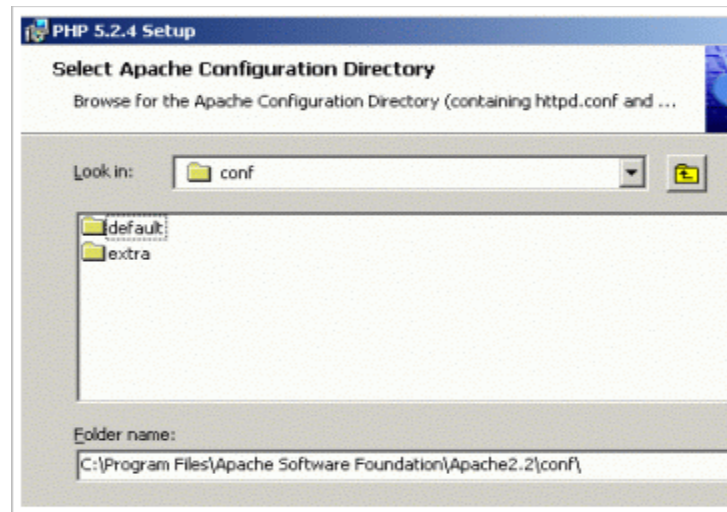 PHP 5.2.4 Setup
Select Apache Configuration Directory
Browse for the Apache Configuration Directory (containing httpd.conf and ...
Look in:
conf
default
extra
Folder name:
C:\Program Files\Apache Software Foundation\Apache2.2\conf\